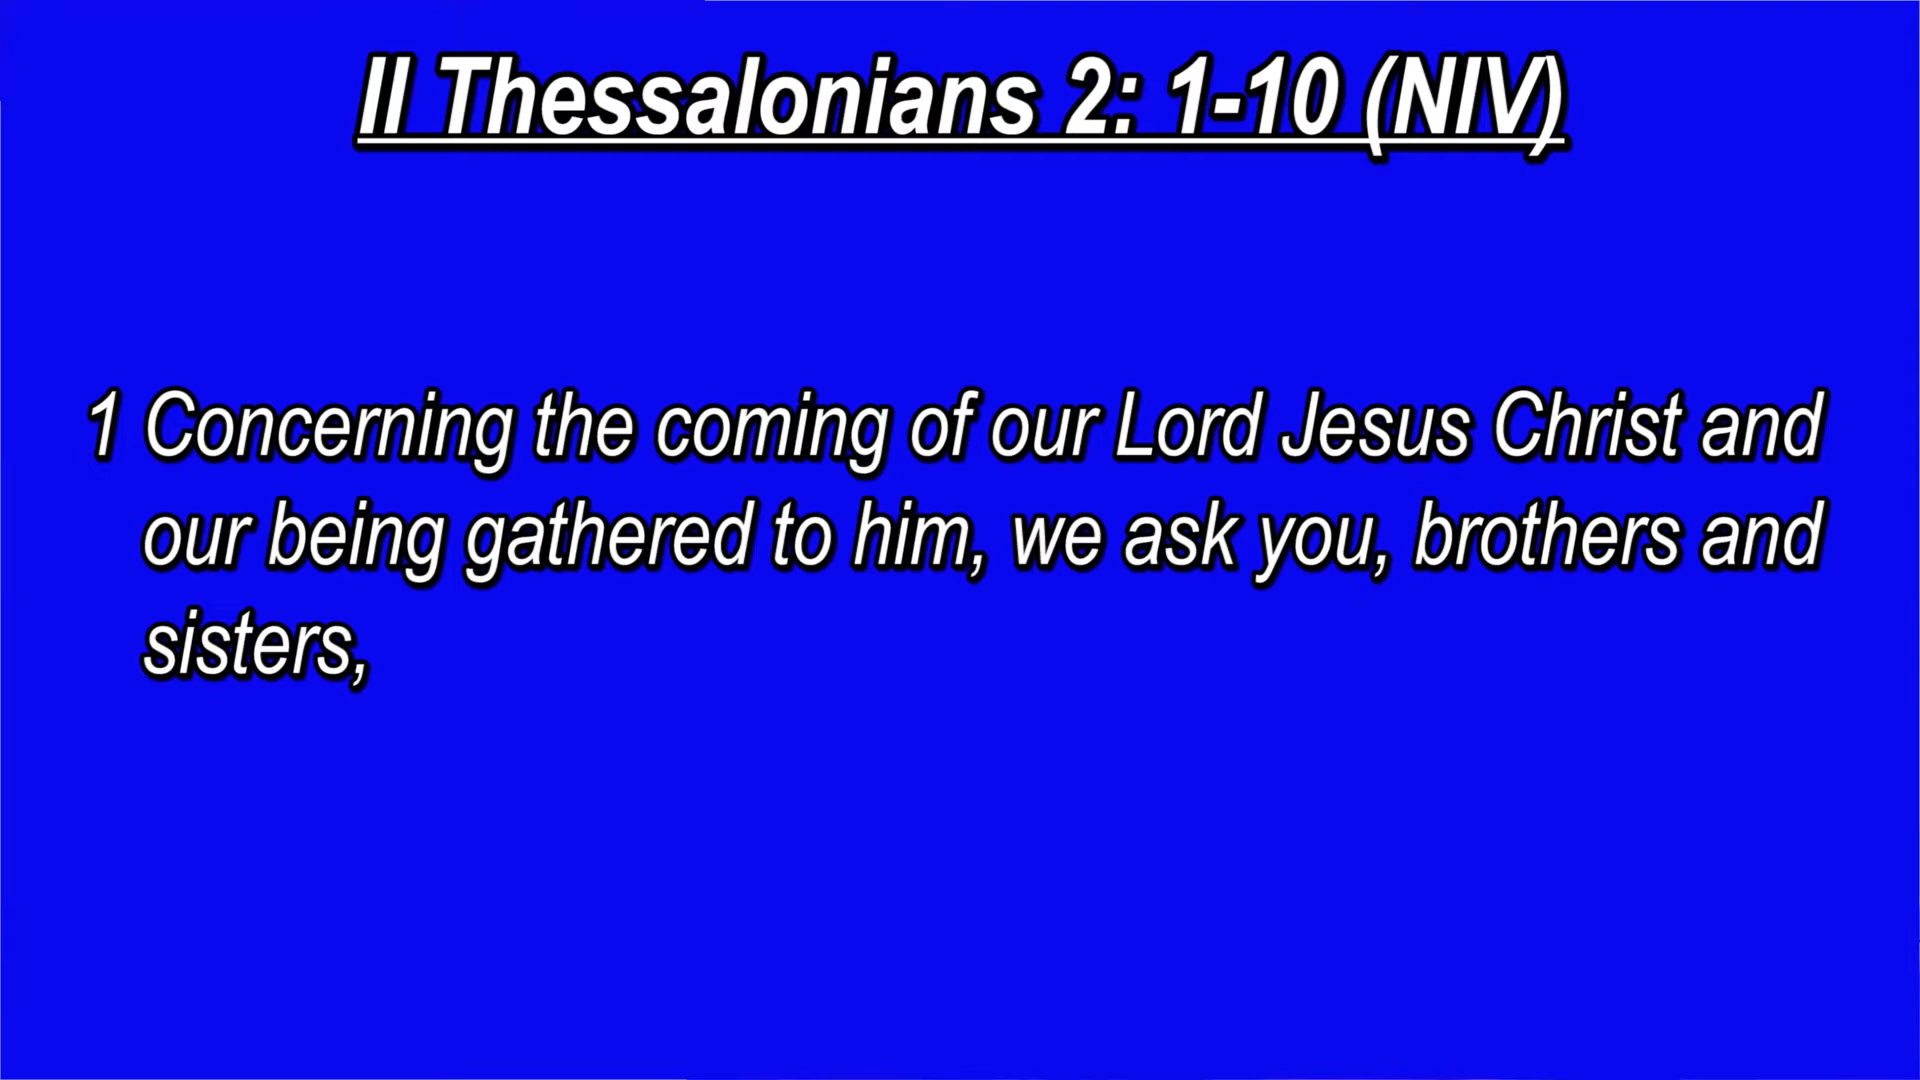 II Thessalonians 2: 1-10 (NIV)
1 Concerning the coming of our Lord Jesus Christ and
our being gathered to him, we ask you, brothers and
sisters,